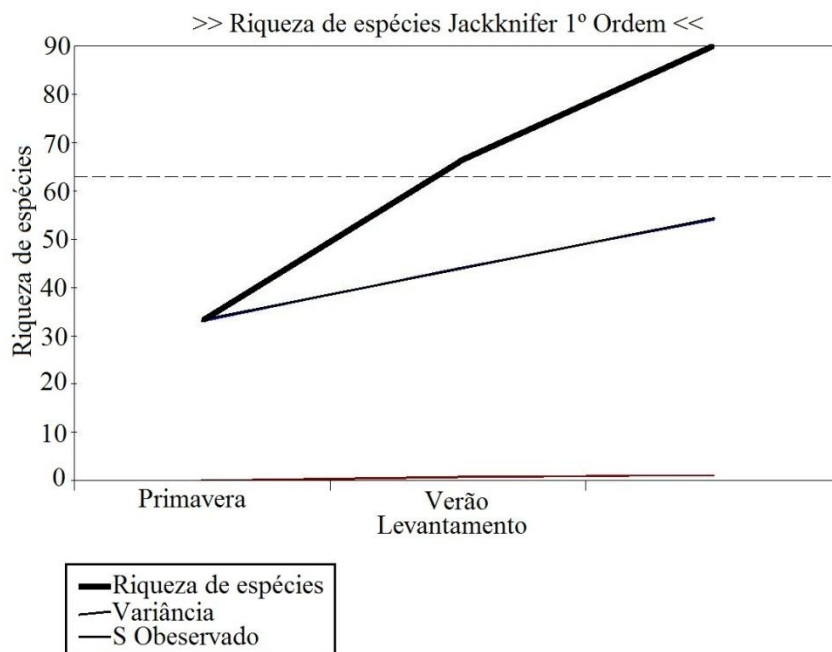 >> Riqueza de espécies Jackknifer 1º Ordem <<
90
80
70
60
50
40
30
20
10
0
Riqueza de espécies
Primavera
Verão
Levantamento
Riqueza de espécies
Variância
S Obeservado